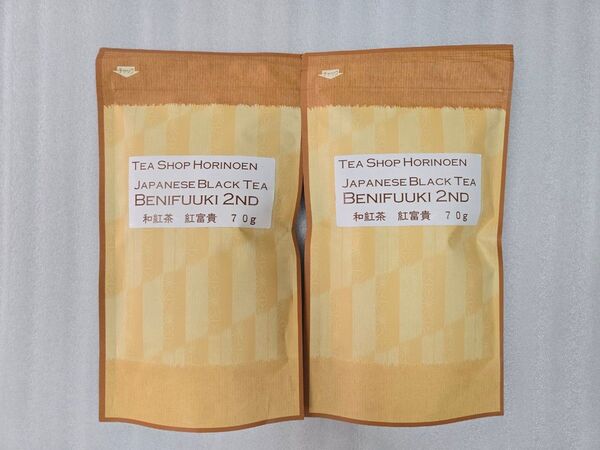 TEA SHOP HORINOEN
JAPANESE BLACK TEA
BENIFUUKI 2ND
和紅茶 紅富貴 70g
TEA SHOP HORINOEN
JAPANESE BLACK TEA
BENIFUUKI 2ND
和紅茶 紅富貴 70g